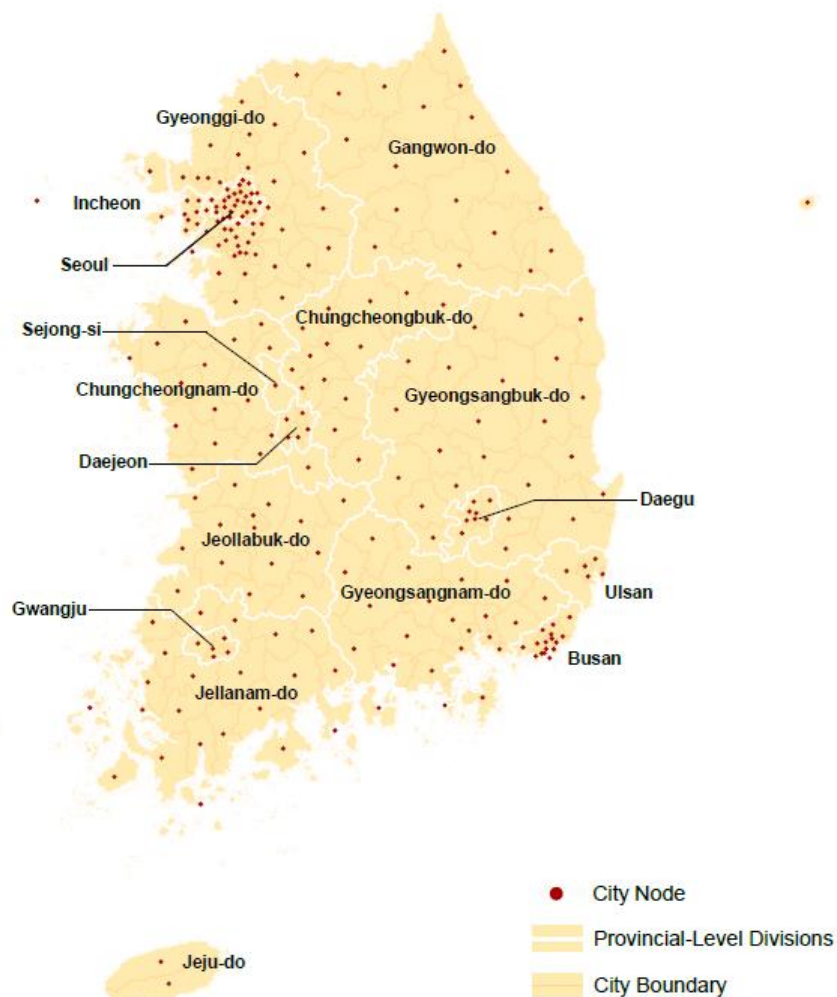 Gyeonggi-do
Gangwon-do
Incheon
Seoul
Sejong-si
Chungcheongbuk-do
Chungcheongnam-do
Gyeongsangbuk-do
Daejeon
Daegu
Jeollabuk-do
Gyeongsangnam-do
Ulsan
Gwangju
Busan
Jellanam-do
City Node
Provincial-Level Divisions
Jeju-do
City Boundary